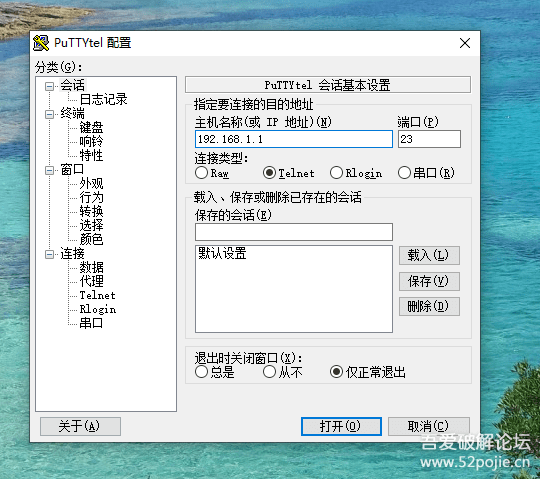 PuTTYtel 配置
分类(G):
会话
日志记录
终端
键盘
响铃
特性
窗口
外观
行为
转换
选择
颜色
连接
数据
代理
Telnet
Rlogin
串口
PuTTYtel 会话基本设置
指定要连接的目的地址
主机名称(或 IP 地址)(N) 端口(P)
192.168.1.1 23
连接类型:
Raw Telnet Rlogin 串口(R)
载入、保存或删除已存在的会话
保存的会话(E)
默认设置
载入(L)
保存(V)
删除(D)
退出时关闭窗口(X):
总是 从不 仅正常退出
关于(A) 打开(O) 取消(C)
吾爱破解论坛
www.52pojie.cn